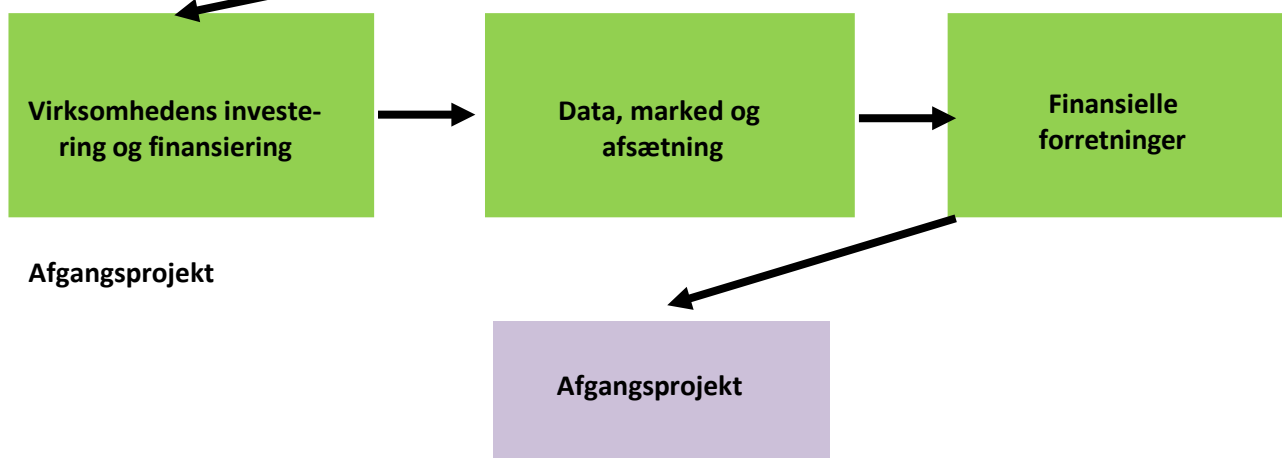 Virksomhedens investe-
ring og finansiering
Data, marked og
afsætning
Finansielle
forretninger
Afgangsprojekt
Afgangsprojekt